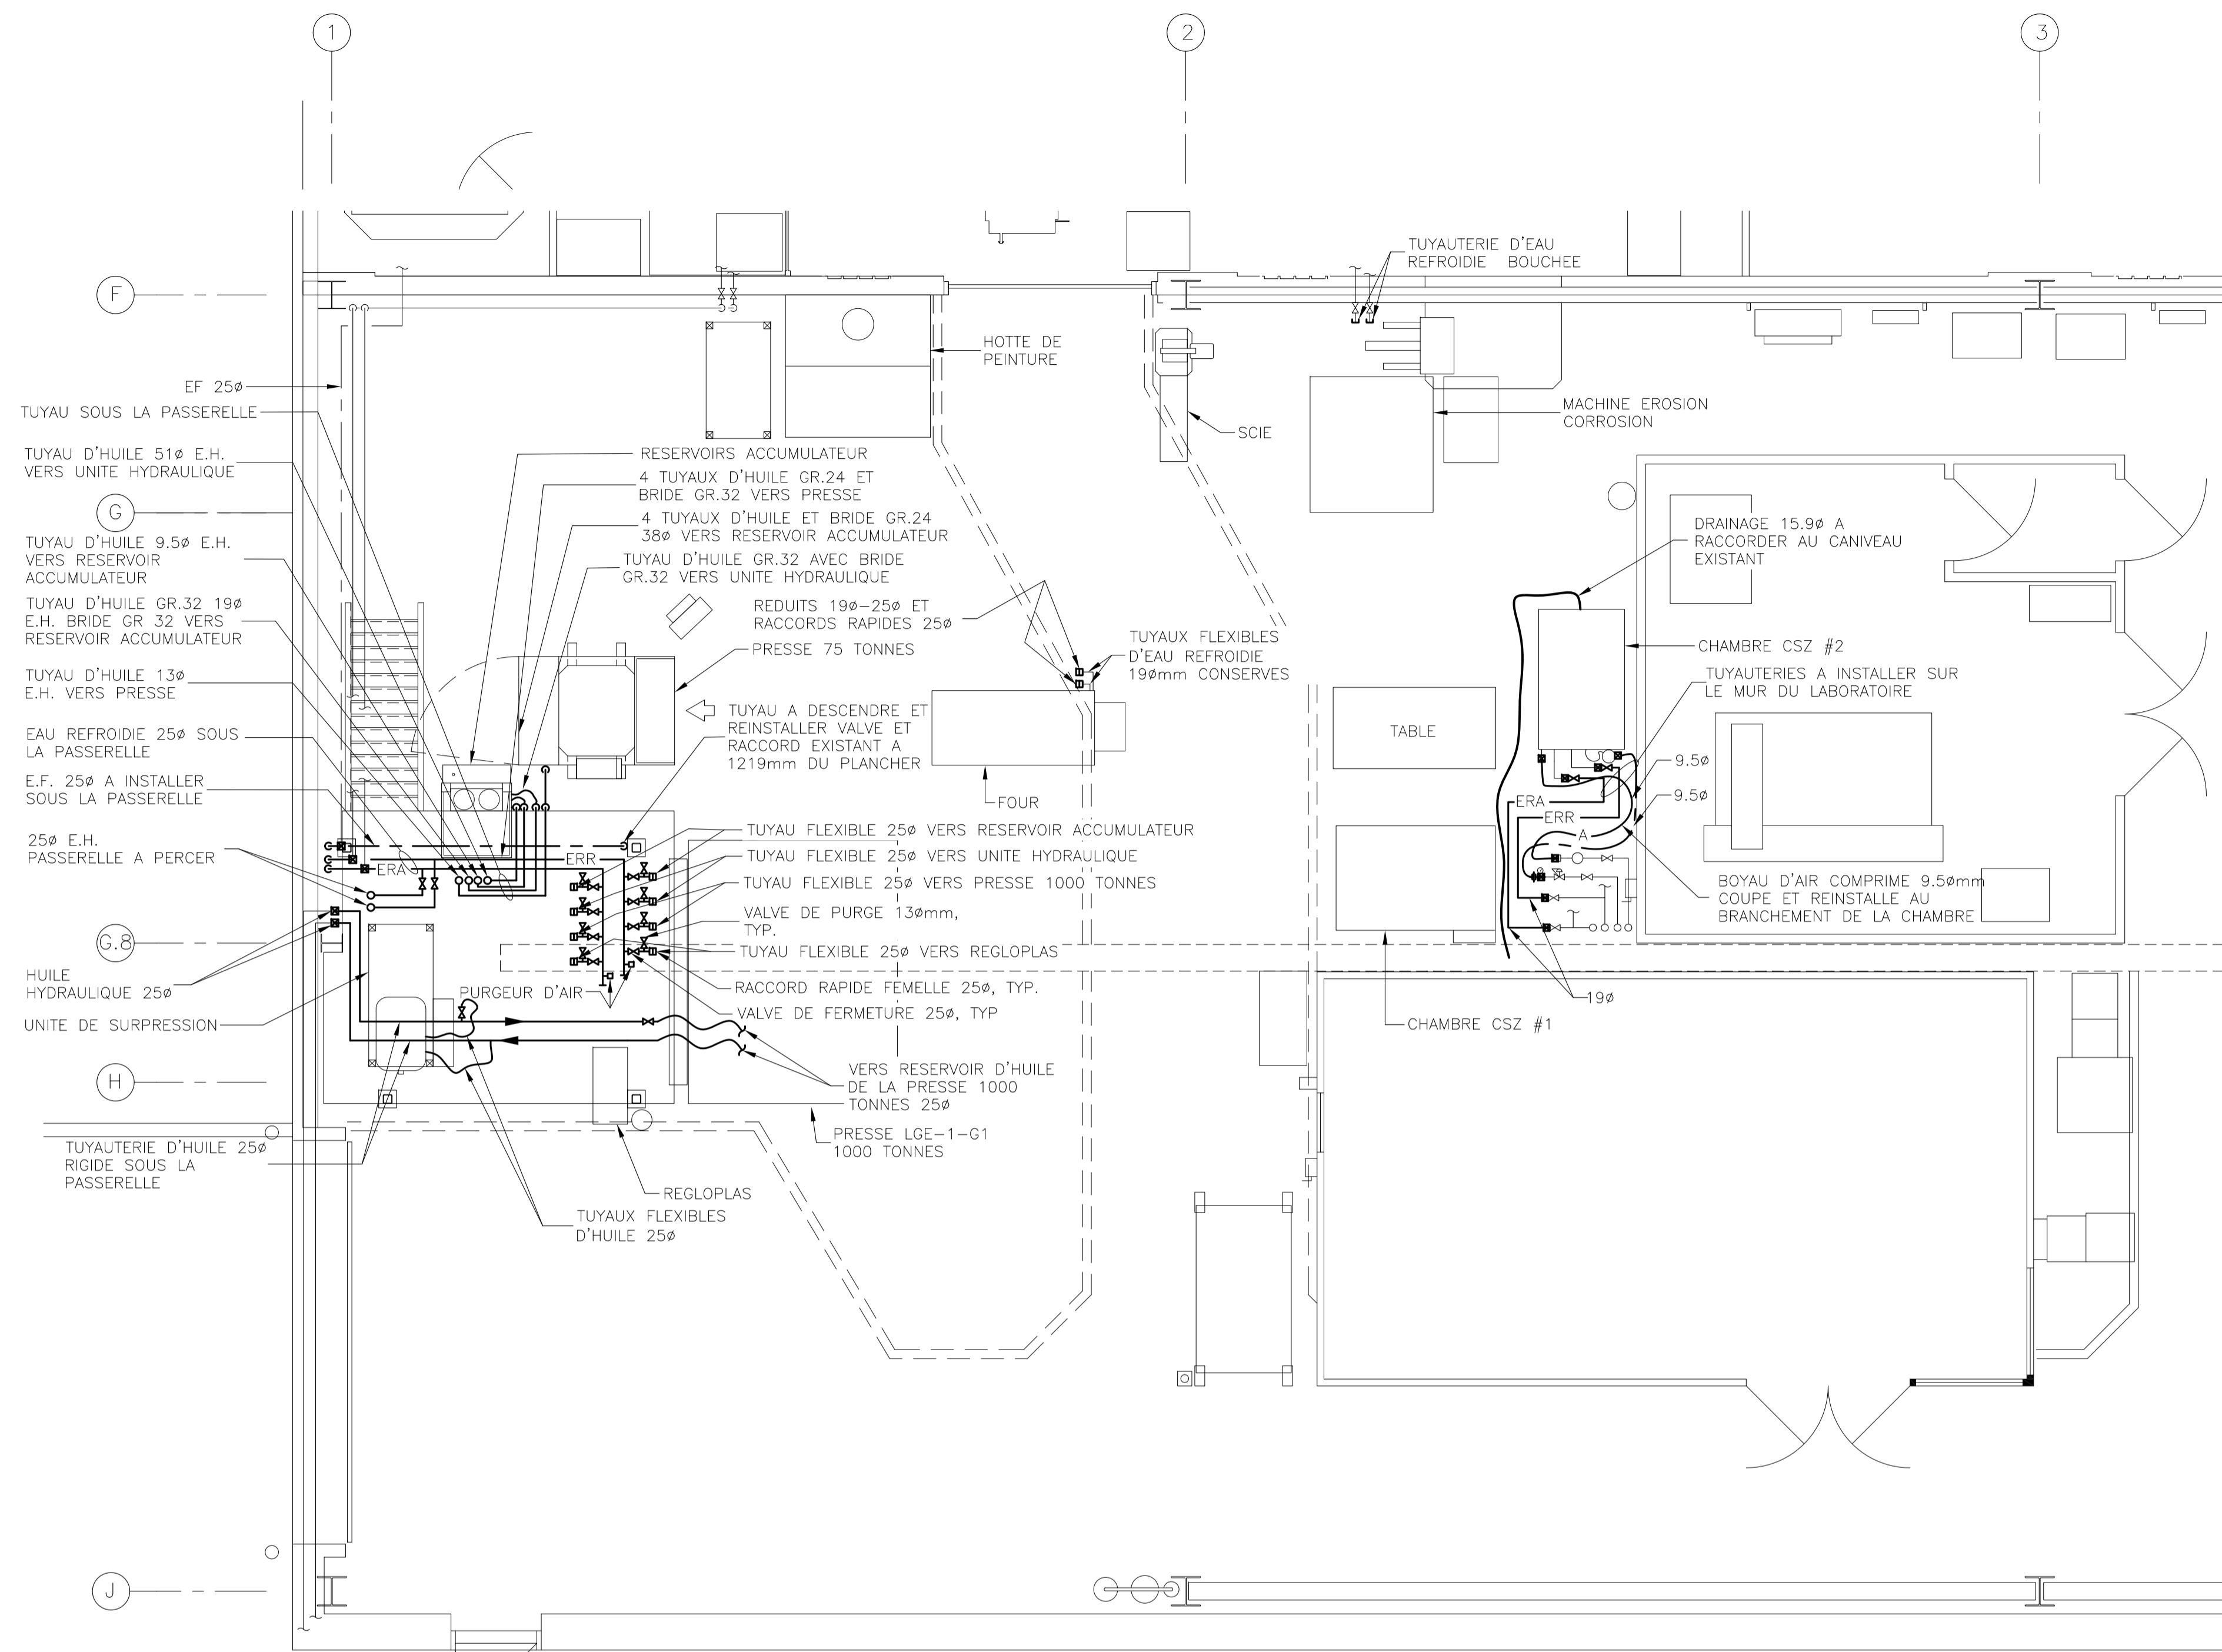 1
2
3
F
G
G.8
H
J
TUYAUTERIE D'EAU
REFROIDIE BOUCHEE
HOTTE DE
PEINTURE
EF 25ø
TUYAU SOUS LA PASSERELLE
TUYAU D'HUILE 51ø E.H.
VERS UNITE HYDRAULIQUE
TUYAU D'HUILE 9.5ø E.H.
VERS RESERVOIR
ACCUMULATEUR
TUYAU D'HUILE GR.32 19ø
E.H. BRIDE GR 32 VERS
RESERVOIR ACCUMULATEUR
TUYAU D'HUILE 13ø
E.H. VERS PRESSE
EAU REFROIDIE 25ø SOUS
LA PASSERELLE
E.F. 25ø A INSTALLER
SOUS LA PASSERELLE
25ø E.H.
PASSERELLE A PERCER
HUILE
HYDRAULIQUE 25ø
UNITE DE SURPRESSION
TUYAUTERIE D'HUILE 25ø
RIGIDE SOUS LA
PASSERELLE
RESERVOIRS ACCUMULATEUR
4 TUYAUX D'HUILE GR.24 ET
BRIDE GR.32 VERS PRESSE
4 TUYAUX D'HUILE ET BRIDE GR.24
38ø VERS RESERVOIR ACCUMULATEUR
TUYAU D'HUILE GR.32 AVEC BRIDE
GR.32 VERS UNITE HYDRAULIQUE
REDUITS 19ø-25ø ET
RACCORDS RAPIDES 25ø
PRESSE 75 TONNES
TUYAU A DESCENDRE ET
REINSTALLER VALVE ET
RACCORD EXISTANT A
1219mm DU PLANCHER
TUYAUX FLEXIBLES
D'EAU REFROIDIE
19ømm CONSERVES
FOUR
ERR
ERA
TUYAU FLEXIBLE 25ø VERS RESERVOIR ACCUMULATEUR
TUYAU FLEXIBLE 25ø VERS UNITE HYDRAULIQUE
TUYAU FLEXIBLE 25ø VERS PRESSE 1000 TONNES
VALVE DE PURGE 13ømm,
TYP.
TUYAU FLEXIBLE 25ø VERS REGLOPLAS
RACCORD RAPIDE FEMELLE 25ø, TYP.
PURGEUR D'AIR
VALVE DE FERMETURE 25ø, TYP
VERS RESERVOIR D'HUILE
DE LA PRESSE 1000
TONNES 25ø
PRESSE LGE-1-G1
1000 TONNES
REGLOPLAS
TUYAUX FLEXIBLES
D'HUILE 25ø
SCIE
MACHINE EROSION
CORROSION
DRAINAGE 15.9ø A
RACCORDER AU CANIVEAU
EXISTANT
CHAMBRE CSZ #2
TUYAUTERIES A INSTALLER SUR
LE MUR DU LABORATOIRE
TABLE
9.5ø
9.5ø
ERA
ERR
A
BOYAU D'AIR COMPRIME 9.5ømm
COUPE ET REINSTALLE AU
BRANCHEMENT DE LA CHAMBRE
19ø
CHAMBRE CSZ #1